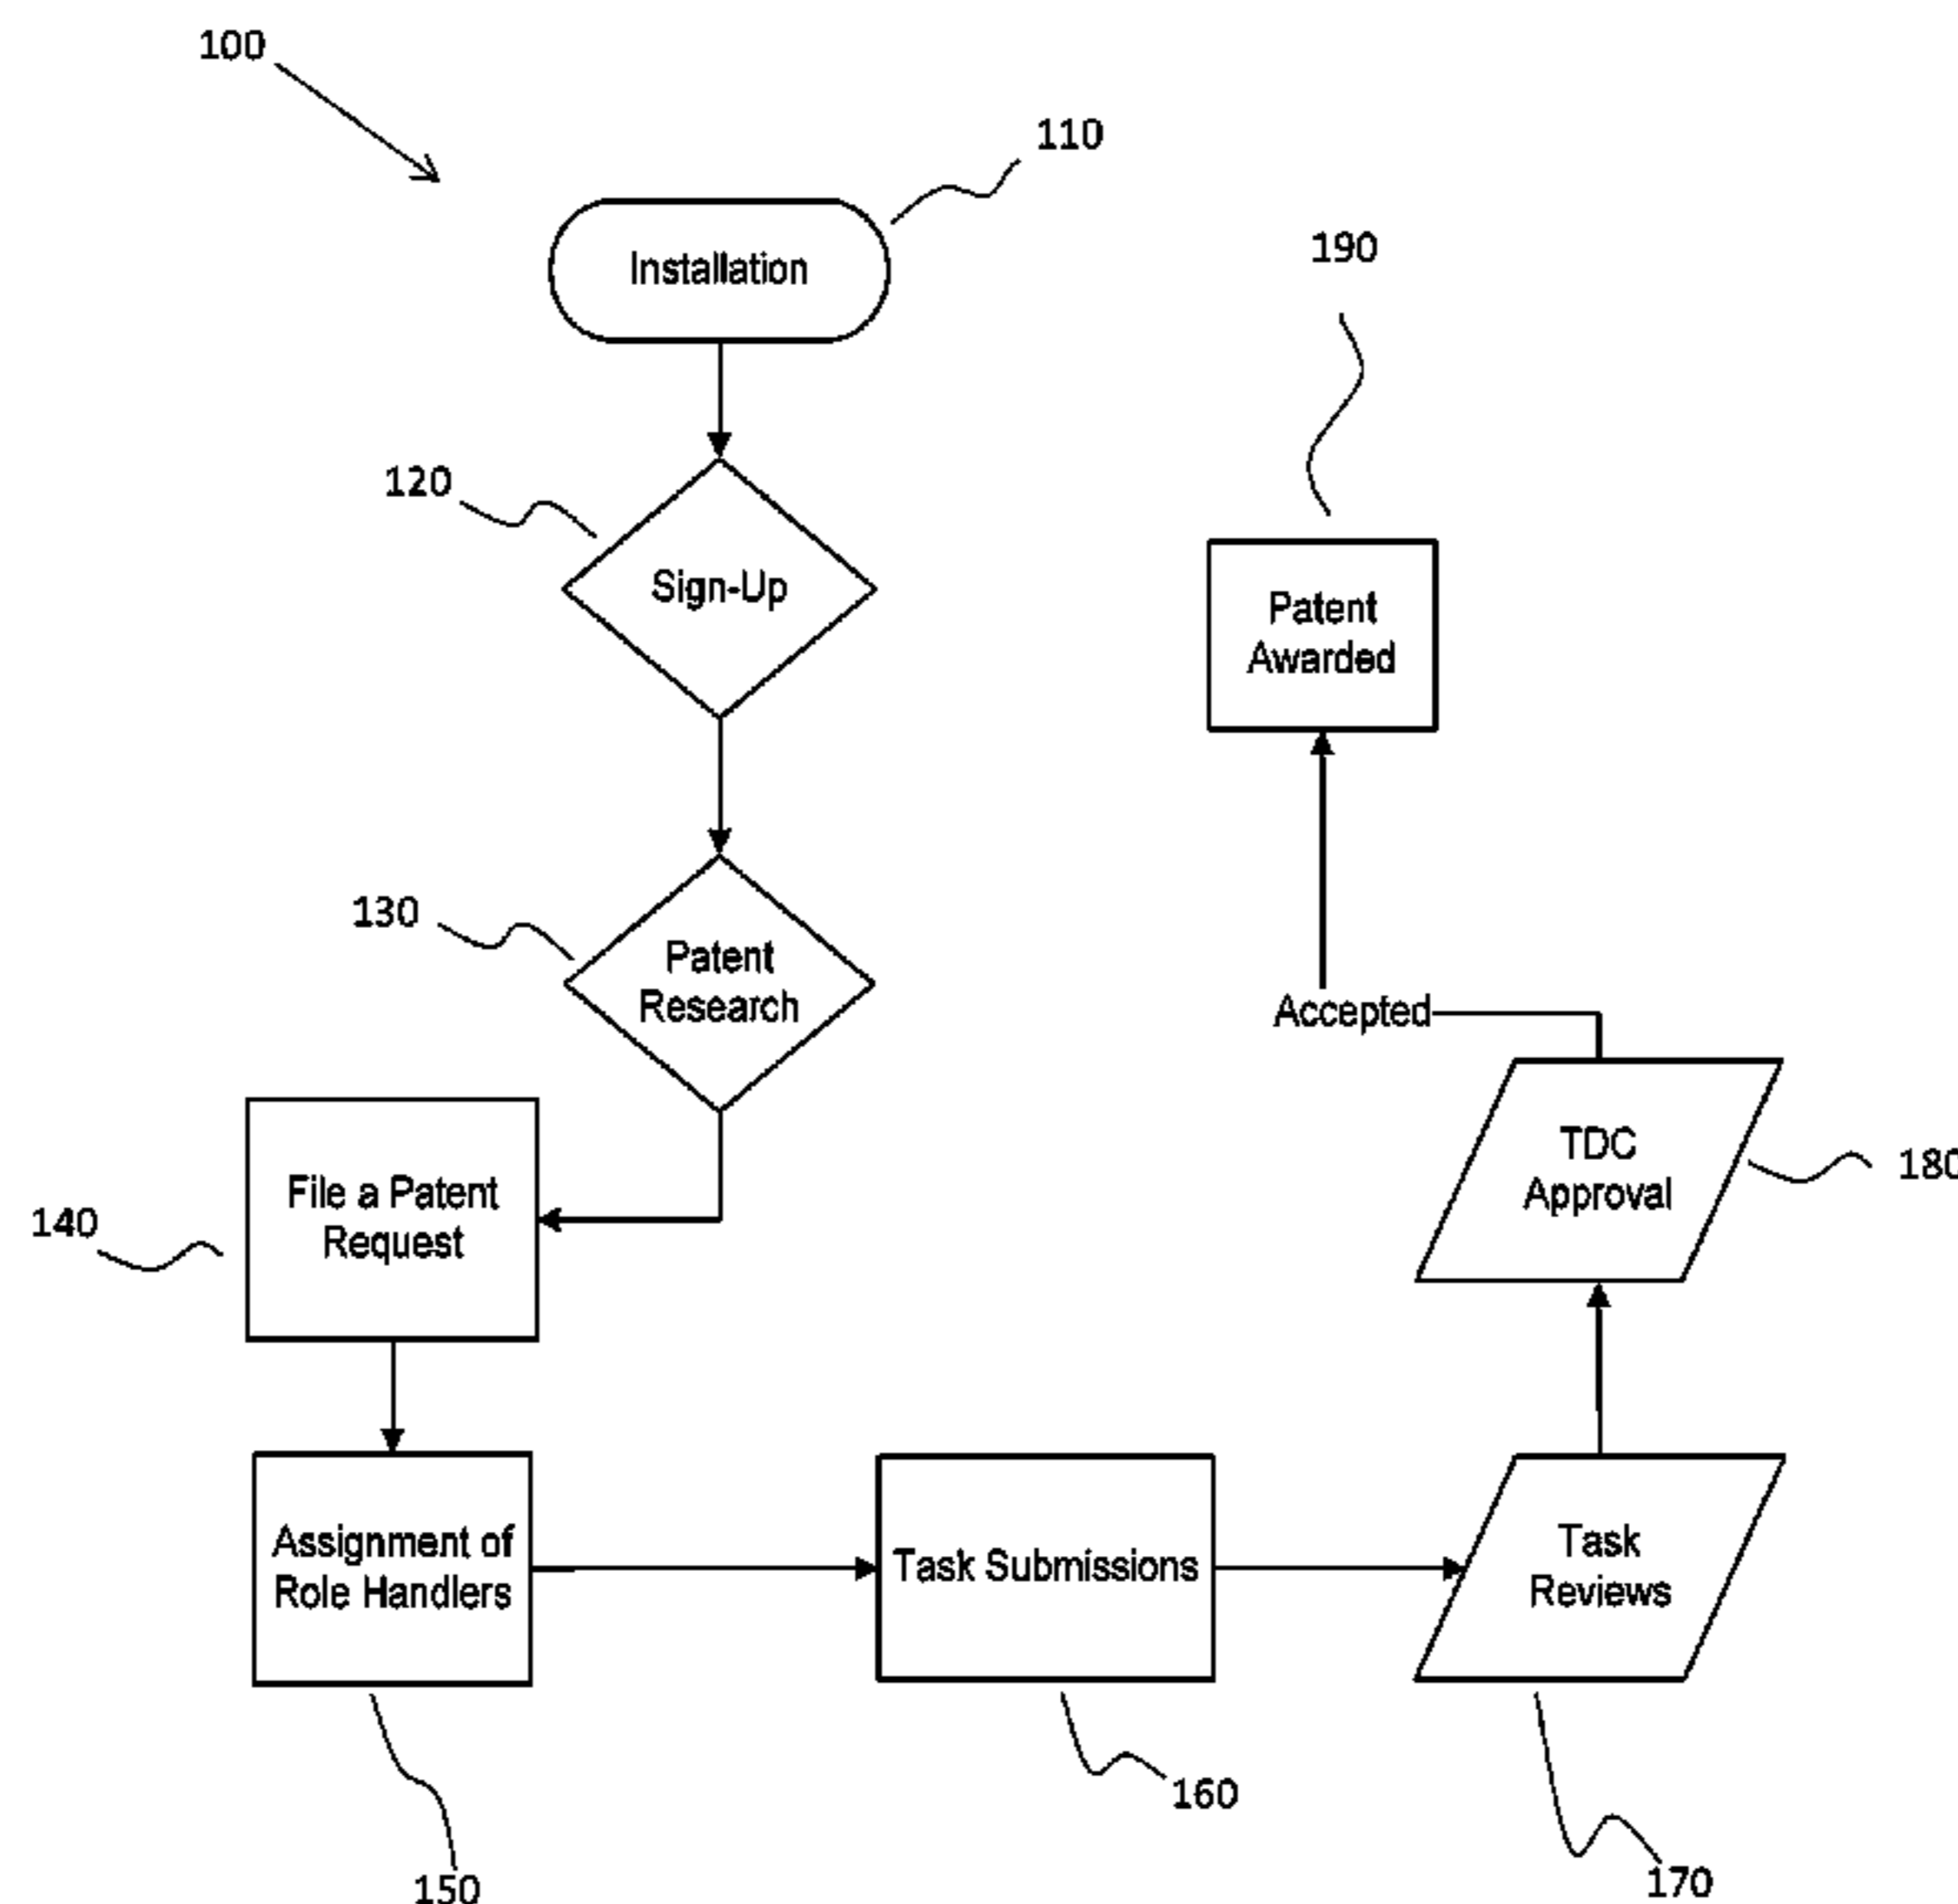 100
110
Installation
190
120
Sign-Up
Patent
Awarded
130
Patent
Research
Accepted
TDC
Approval
180
File a Patent
Request
140
Assignment of
Role Handlers
Task Submissions
Task
Reviews
160
150
170